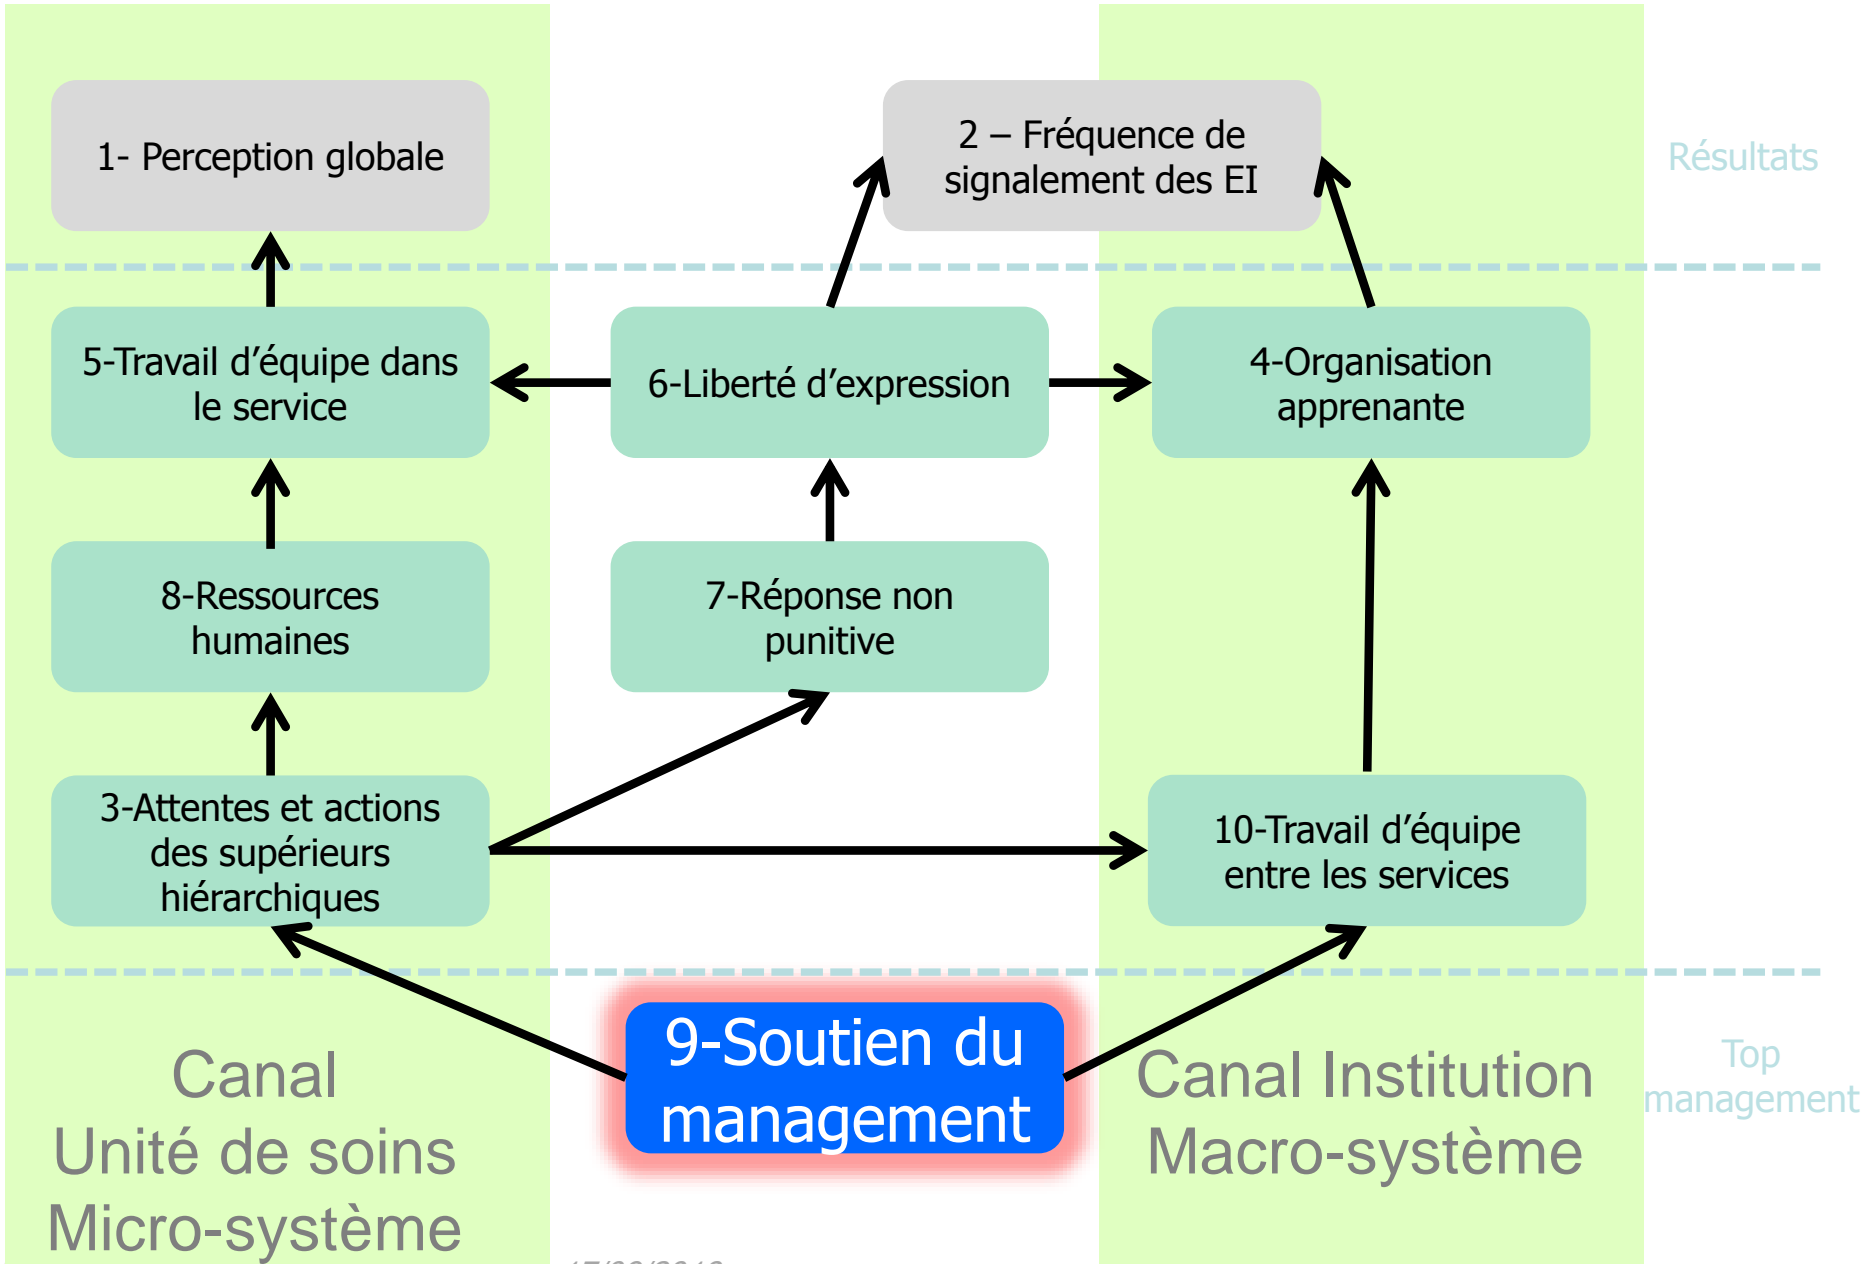 1- Perception globale
2 – Fréquence de
signalement des EI
Résultats
5-Travail d’équipe dans
le service
6-Liberté d’expression
4-Organisation
apprenante
8-Ressources
humaines
7-Réponse non
punitive
3-Attentes et actions
des supérieurs
hiérarchiques
10-Travail d’équipe
entre les services
9-Soutien du
management
Canal
Unité de soins
Micro-système
Canal Institution
Macro-système
Top
management